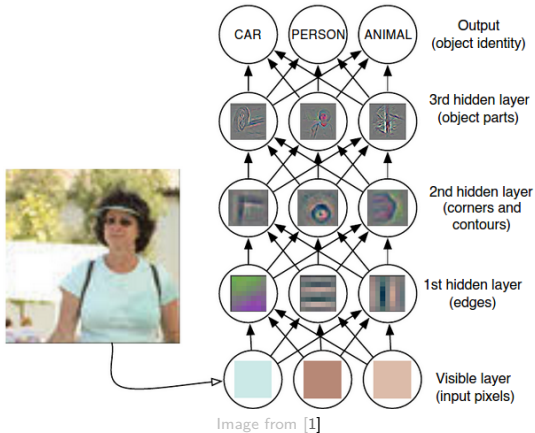 CAR
PERSON
ANIMAL
Output
(object identity)
3rd hidden layer
(object parts)
2nd hidden layer
(corners and
contours)
1st hidden layer
(edges)
Visible layer
(input pixels)
Image from [1]